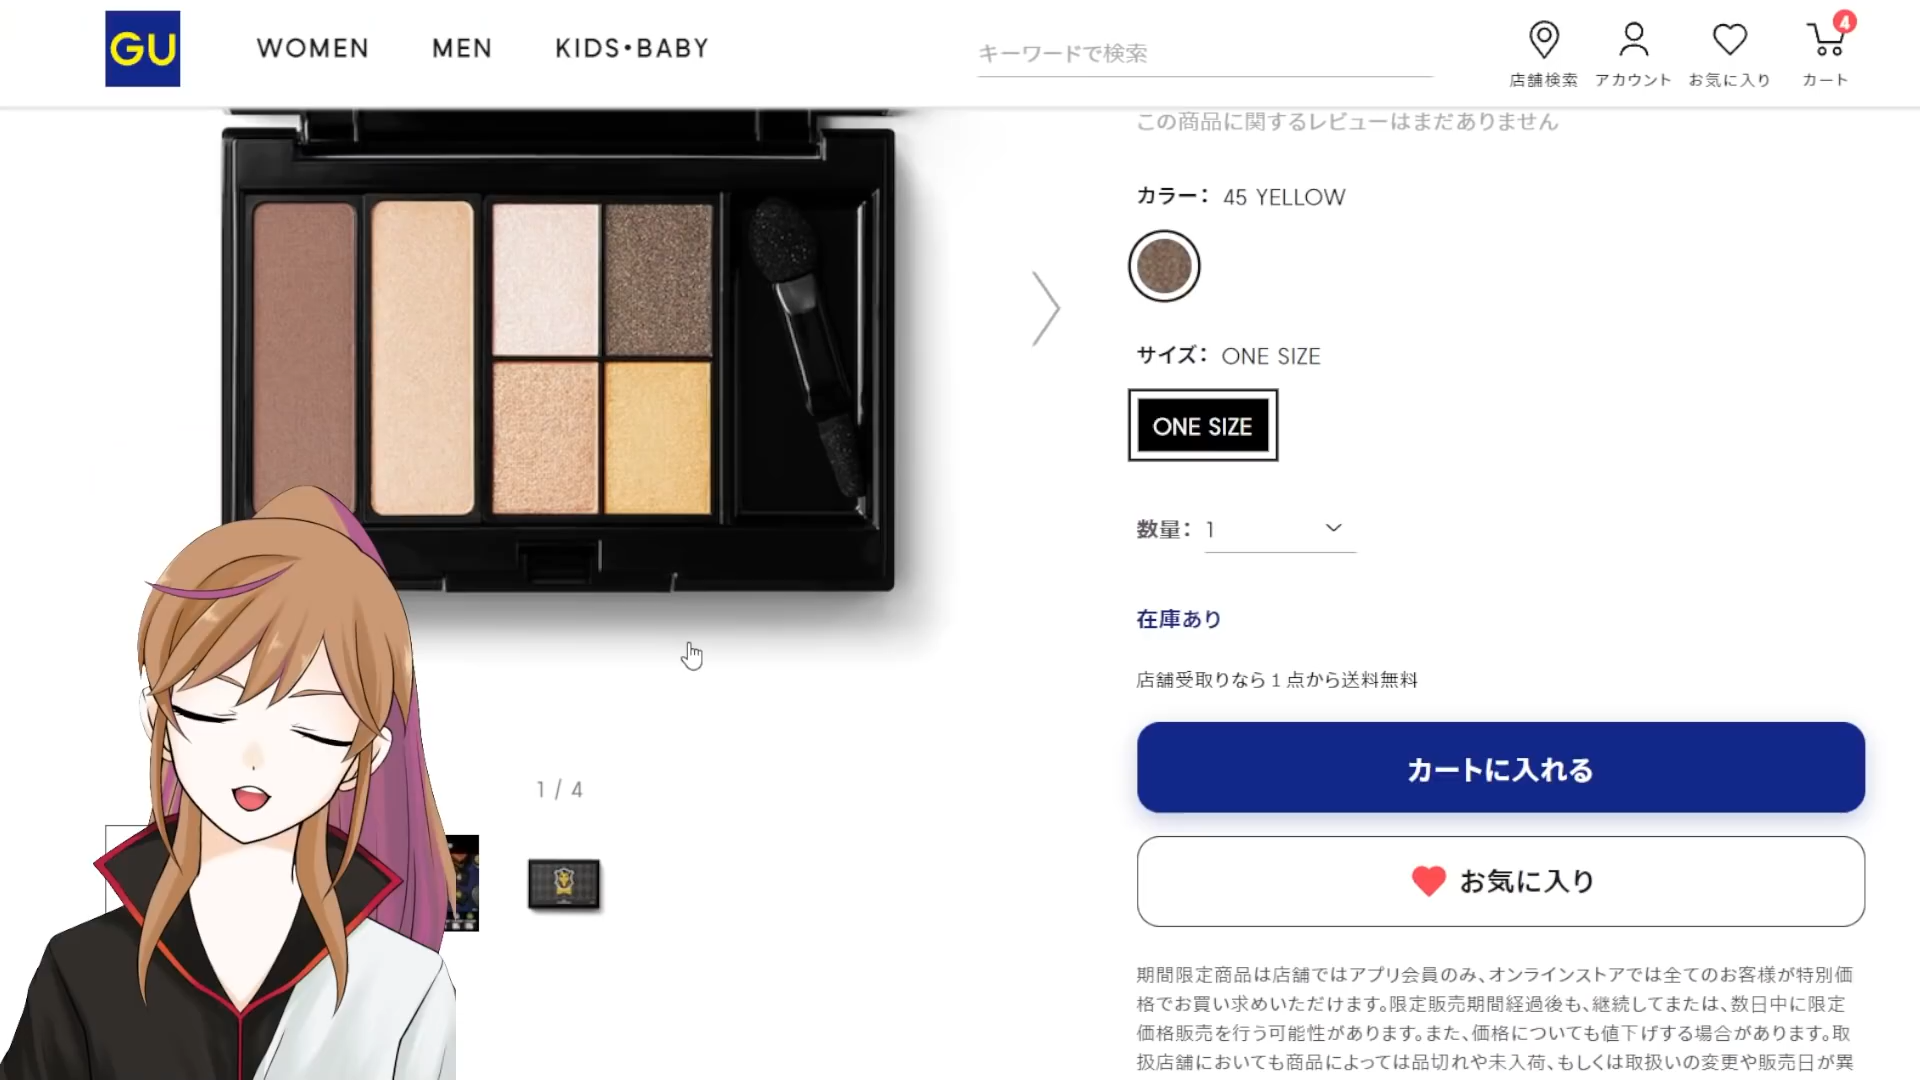 GU
WOMEN
MEN
KIDS•BABY
キーワードで検索
店舗検索
アカウント
お気に入り
4
カート
この商品に関するレビューはまだありません
カラー： 45 YELLOW
サイズ： ONE SIZE
ONE SIZE
数量： 1
在庫あり
店舗受取りなら1点から送料無料
カートに入れる
お気に入り
1 / 4
期間限定商品は店舗ではアプリ会員のみ、オンラインストアでは全てのお客様が特別価
格でお買い求めいただけます。限定販売期間経過後も、継続してまたは、数日中に限定
価格販売を行う可能性があります。また、価格についても値下げする場合があります。取
扱店舗においても商品によっては品切れや未入荷、もしくは取扱いの変更や販売日が異